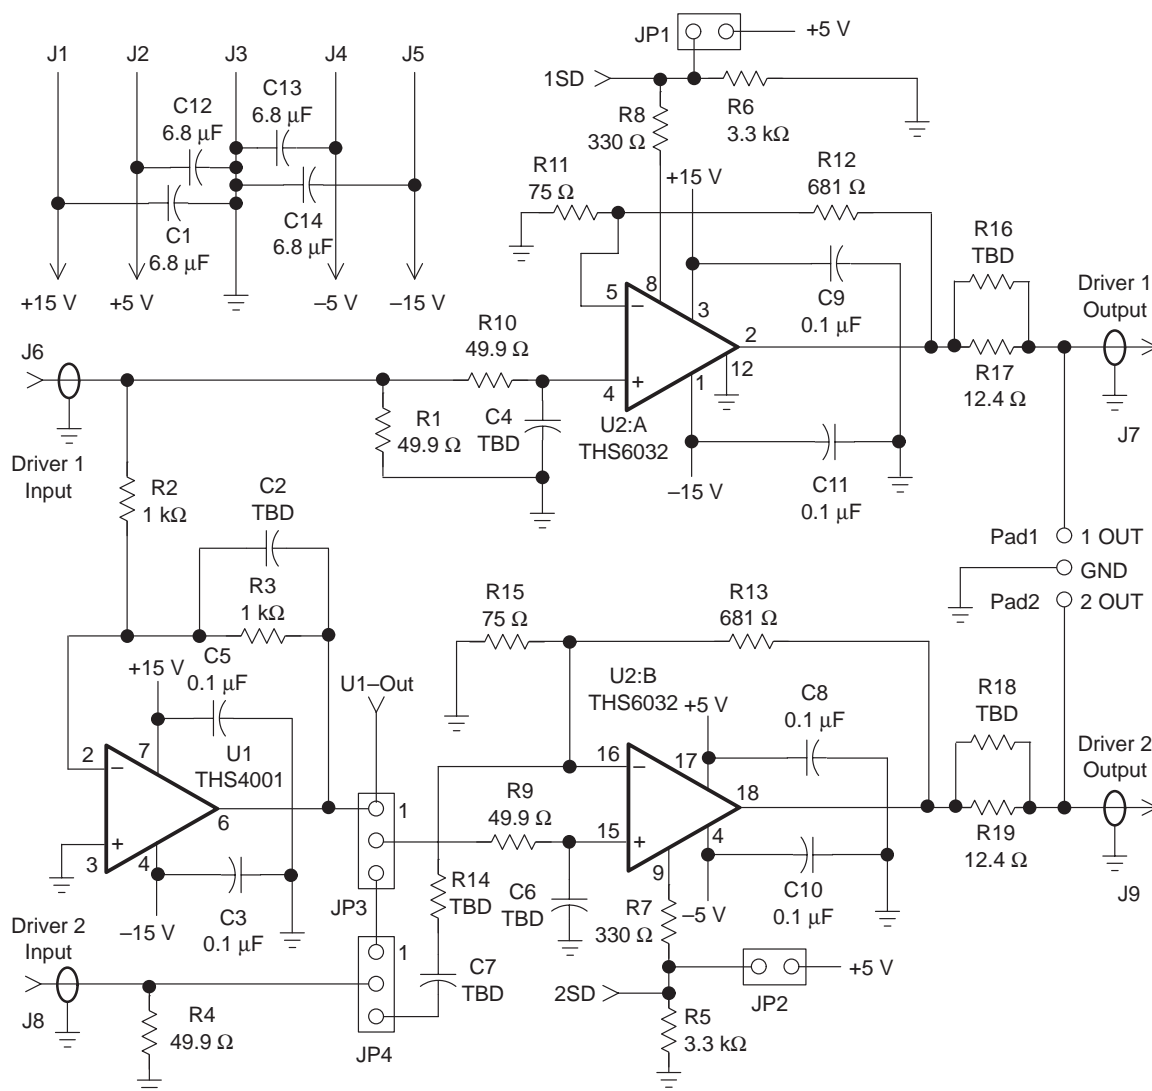 J1
J2
J3
J4
J5
C12
6.8 μF
C13
6.8 μF
C1
6.8 μF
C14
6.8 μF
+15 V
+5 V
–5 V
–15 V
JP1
+5 V
1SD
R8
330 Ω
R6
3.3 kΩ
R11
75 Ω
+15 V
R12
681 Ω
5
–
8
3
C9
0.1 μF
2
12
1
4
+
U2:A
THS6032
–15 V
C11
0.1 μF
R16
TBD
R17
12.4 Ω
Driver 1
Output
J7
J6
Driver 1
Input
R10
49.9 Ω
R1
49.9 Ω
C4
TBD
R2
1 kΩ
C2
TBD
R3
1 kΩ
Pad1
1 OUT
GND
Pad2
2 OUT
+15 V
C5
0.1 μF
U1–Out
2
–
7
U1
THS4001
6
+
3
4
–15 V
C3
0.1 μF
1
JP3
R15
75 Ω
R13
681 Ω
U2:B
THS6032
+5 V
C8
0.1 μF
16
–
17
18
R9
49.9 Ω
15
+
4
9
R14
TBD
C6
TBD
R7
330 Ω
–5 V
C10
0.1 μF
R18
TBD
R19
12.4 Ω
Driver 2
Output
J9
Driver 2
Input
J8
R4
49.9 Ω
1
JP4
C7
TBD
2SD
JP2
+5 V
R5
3.3 kΩ